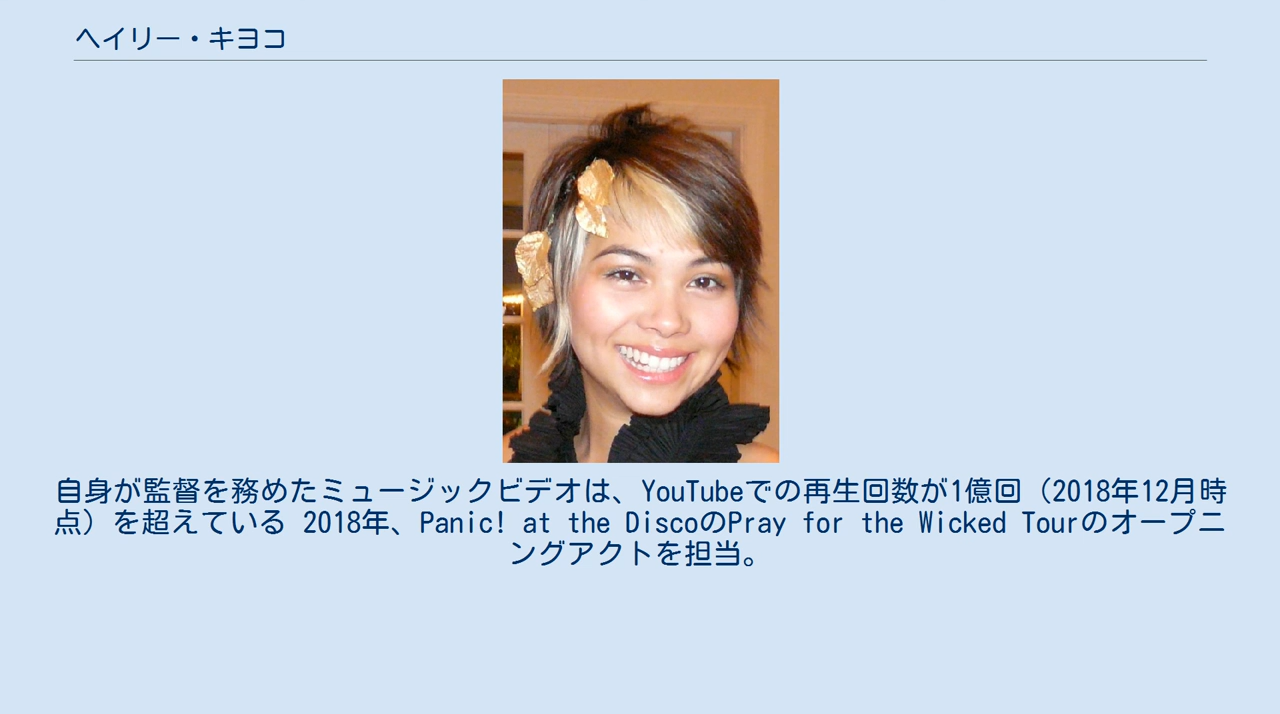 ヘイリー・キヨコ
自身が監督を務めたミュージックビデオは、YouTubeでの再生回数が1億回（2018年12月時
点）を超えている 2018年、Panic! at the DiscoのPray for the Wicked Tourのオープニ
ングアクトを担当。